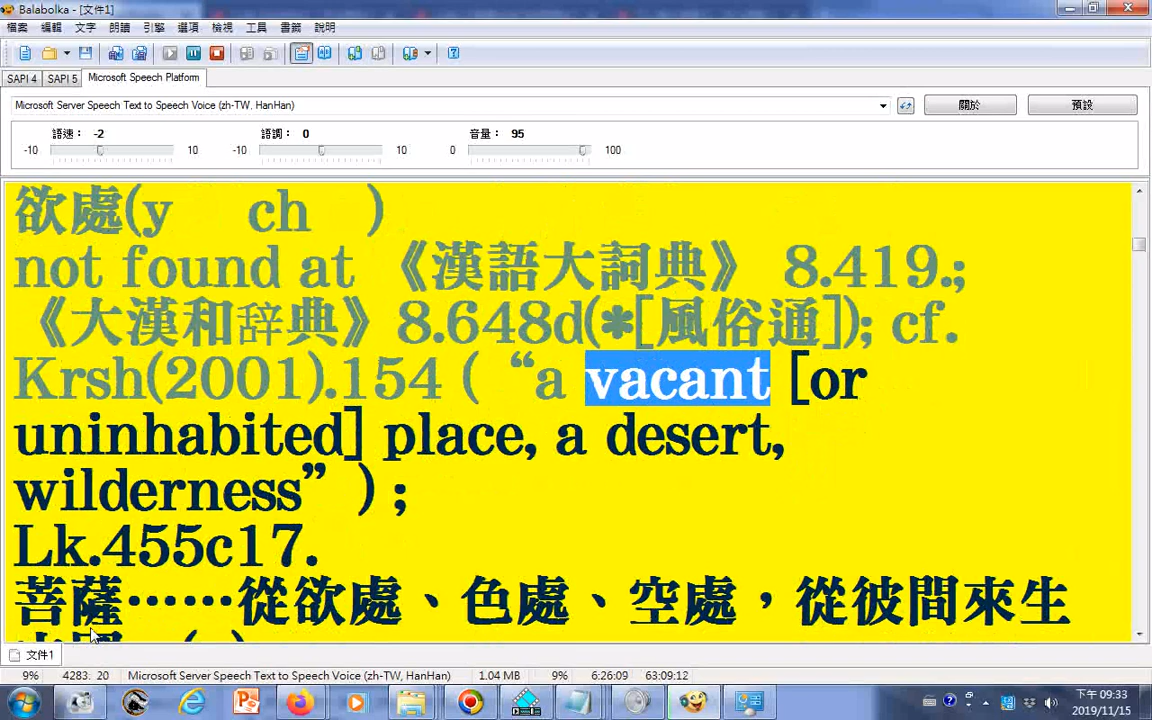 Balabolka - [文件1]
檔案 編輯 文字 朗讀 引擎 選項 檢視 工具 書籤 說明
SAPI 4 SAPI 5 Microsoft Speech Platform
Microsoft Server Speech Text to Speech Voice (zh-TW, HanHan) 關於 預設
語速: -2 語調: 0 音量: 95
-10 10 -10 10 0 100
欲處(y ch )
not found at 《漢語大詞典》 8.419.;
《大漢和辞典》8.648d(*[風俗通]); cf.
Krsh(2001).154 ( “a vacant [or
uninhabited] place, a desert,
wilderness” ) ;
Lk.455c17.
菩薩……從欲處、色處、空處，從彼間來生
文件1
9% 4283: 20 Microsoft Server Speech Text to Speech Voice (zh-TW, HanHan) 1.04 MB 9% 6:26:09 63:09:12
下午 09:33
2019/11/15